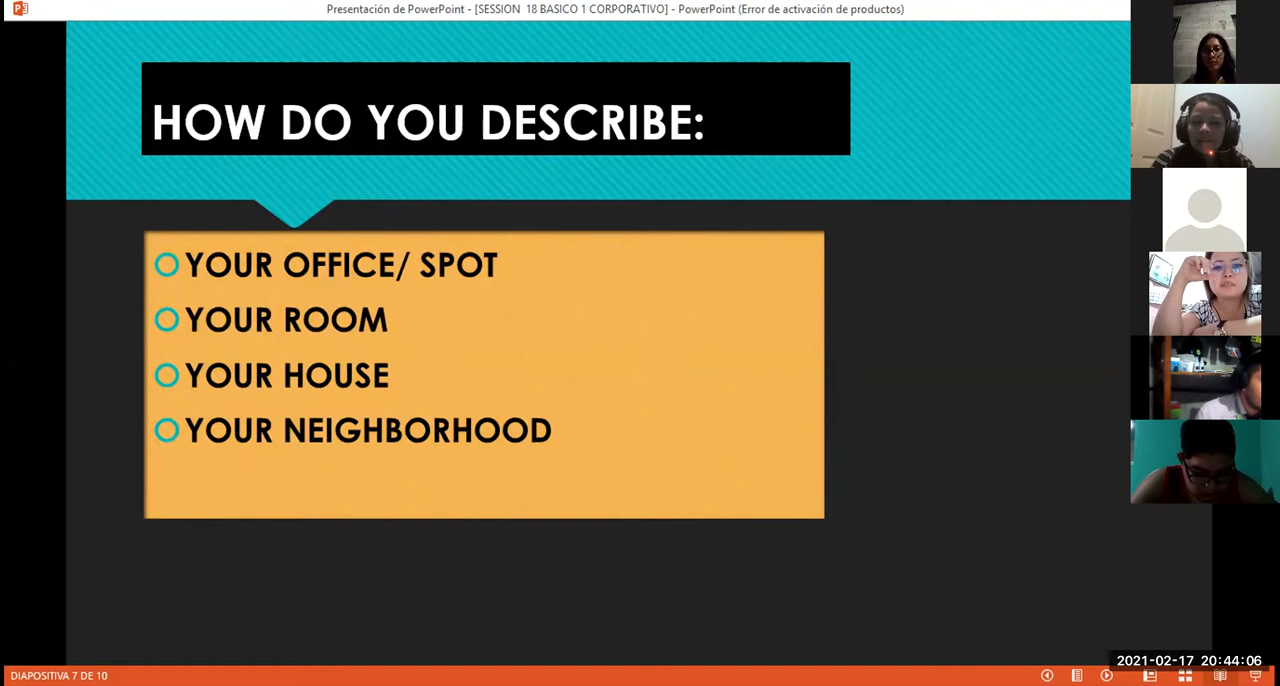 Presentación de PowerPoint - [SESSION 18 BASICO 1 CORPORATIVO] - PowerPoint (Error de activación de productos)
HOW DO YOU DESCRIBE:
YOUR OFFICE/ SPOT
YOUR ROOM
YOUR HOUSE
YOUR NEIGHBORHOOD
2021-02-17 20:44:06
DIAPOSITIVA 7 DE 10